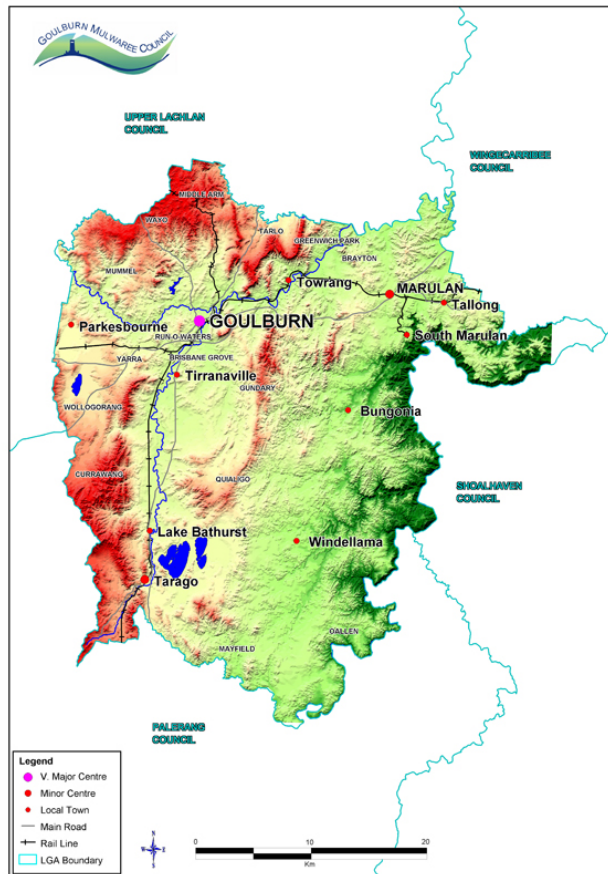 GOULBURN MULWAREE COUNCIL
UPPER LACHLAN
COUNCIL
WINGECARRIBEE
COUNCIL
MIDDLE ARM
WAYO
TARLO
GREENWICH PARK
BRAYTON
MUMMEL
Towrang
MARULAN
Tallong
Parkesbourne
GOULBURN
South Marulan
RUN-O-WATERS
YARRA
BRISBANE GROVE
Tirranaville
GUNDARY
WOLLOGORANG
Bungonia
CURRAWANG
QUIALIGO
SHOALHAVEN
COUNCIL
Lake Bathurst
Windellama
Tarago
OALLEN
MAYFIELD
PALERANG
COUNCIL
Legend
V. Major Centre
Minor Centre
Local Town
Main Road
Rail Line
LGA Boundary
N
W E
S
0 10 20
Km